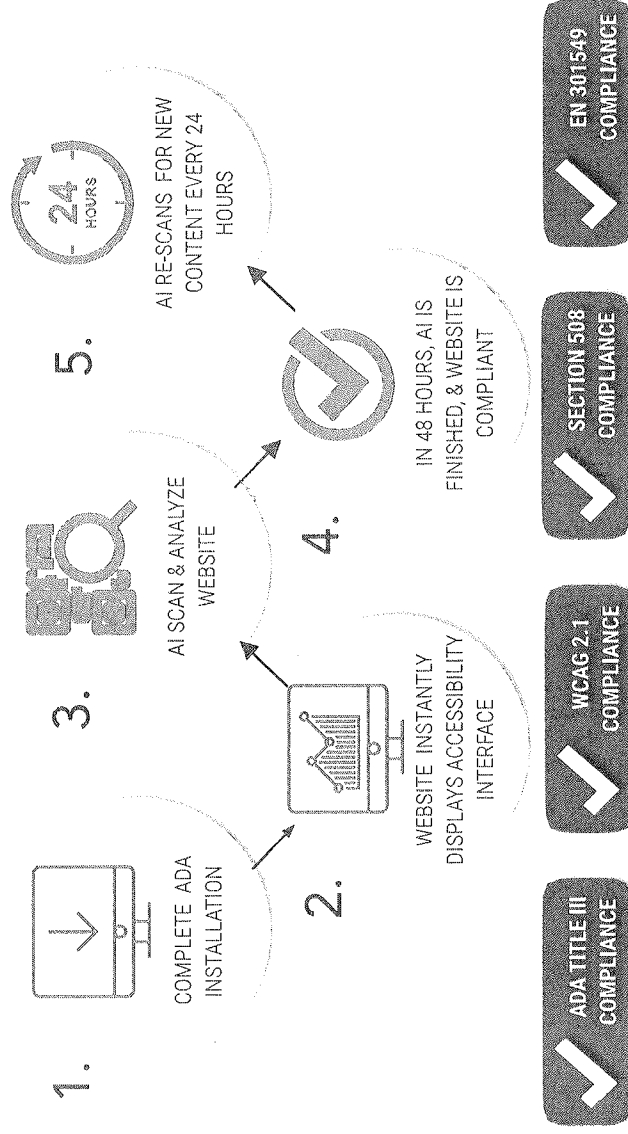 1.
COMPLETE ADA
INSTALLATION
2.
WEBSITE INSTANTLY
DISPLAYS ACCESSIBILITY
INTERFACE
3.
AI SCAN & ANALYZE
WEBSITE
4.
IN 48 HOURS, AI IS
FINISHED, & WEBSITE IS
COMPLIANT
5.
24
HOURS
AI RE-SCANS FOR NEW
CONTENT EVERY 24
HOURS
ADA TITLE III
COMPLIANCE
WCAG 2.1
COMPLIANCE
SECTION 508
COMPLIANCE
EN 301549
COMPLIANCE